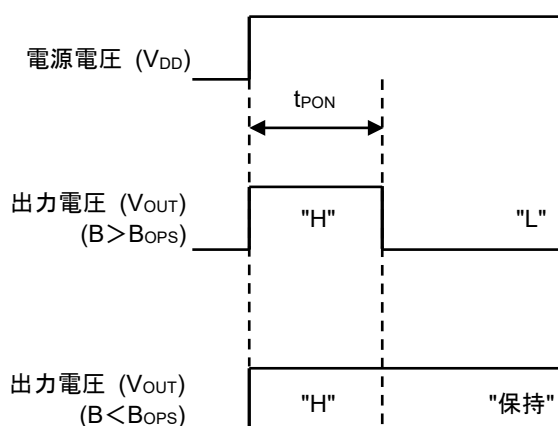 電源電圧 (VDD)
tPON
出力電圧 (VOUT)
(B＞BOPS)
"H"
"L"
出力電圧 (VOUT)
(B＜BOPS)
"H"
"保持"